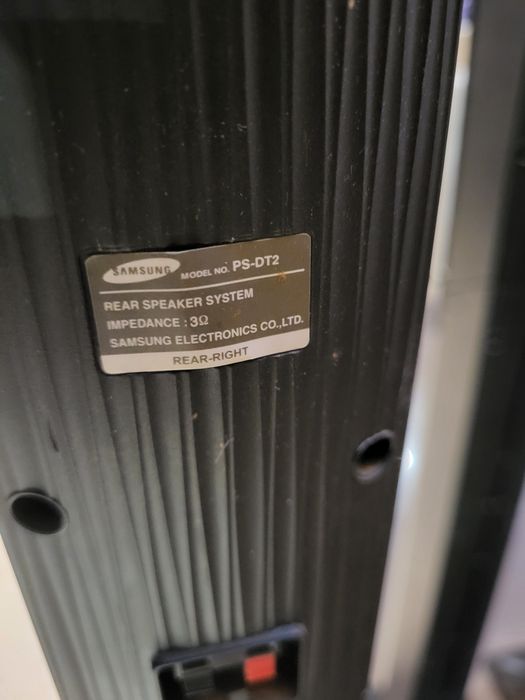 SAMSUNG MODEL NO. PS-DT2
REAR SPEAKER SYSTEM
IMPEDANCE : 3Ω
SAMSUNG ELECTRONICS CO.,LTD.
REAR-RIGHT